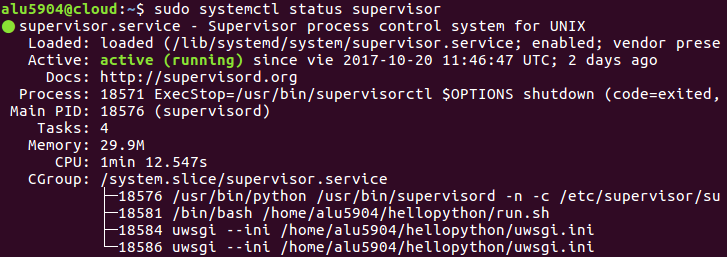 alu5904@cloud:~$ sudo systemctl status supervisor
● supervisor.service - Supervisor process control system for UNIX
   Loaded: loaded (/lib/systemd/system/supervisor.service; enabled; vendor prese
   Active: active (running) since vie 2017-10-20 11:46:47 UTC; 2 days ago
     Docs: http://supervisord.org
  Process: 18571 ExecStop=/usr/bin/supervisorctl $OPTIONS shutdown (code=exited,
 Main PID: 18576 (supervisord)
    Tasks: 4
   Memory: 29.9M
      CPU: 1min 12.547s
   CGroup: /system.slice/supervisor.service
           ├─18576 /usr/bin/python /usr/bin/supervisord -n -c /etc/supervisor/su
           ├─18581 /bin/bash /home/alu5904/hellopython/run.sh
           ├─18584 uwsgi --ini /home/alu5904/hellopython/uwsgi.ini
           └─18586 uwsgi --ini /home/alu5904/hellopython/uwsgi.ini